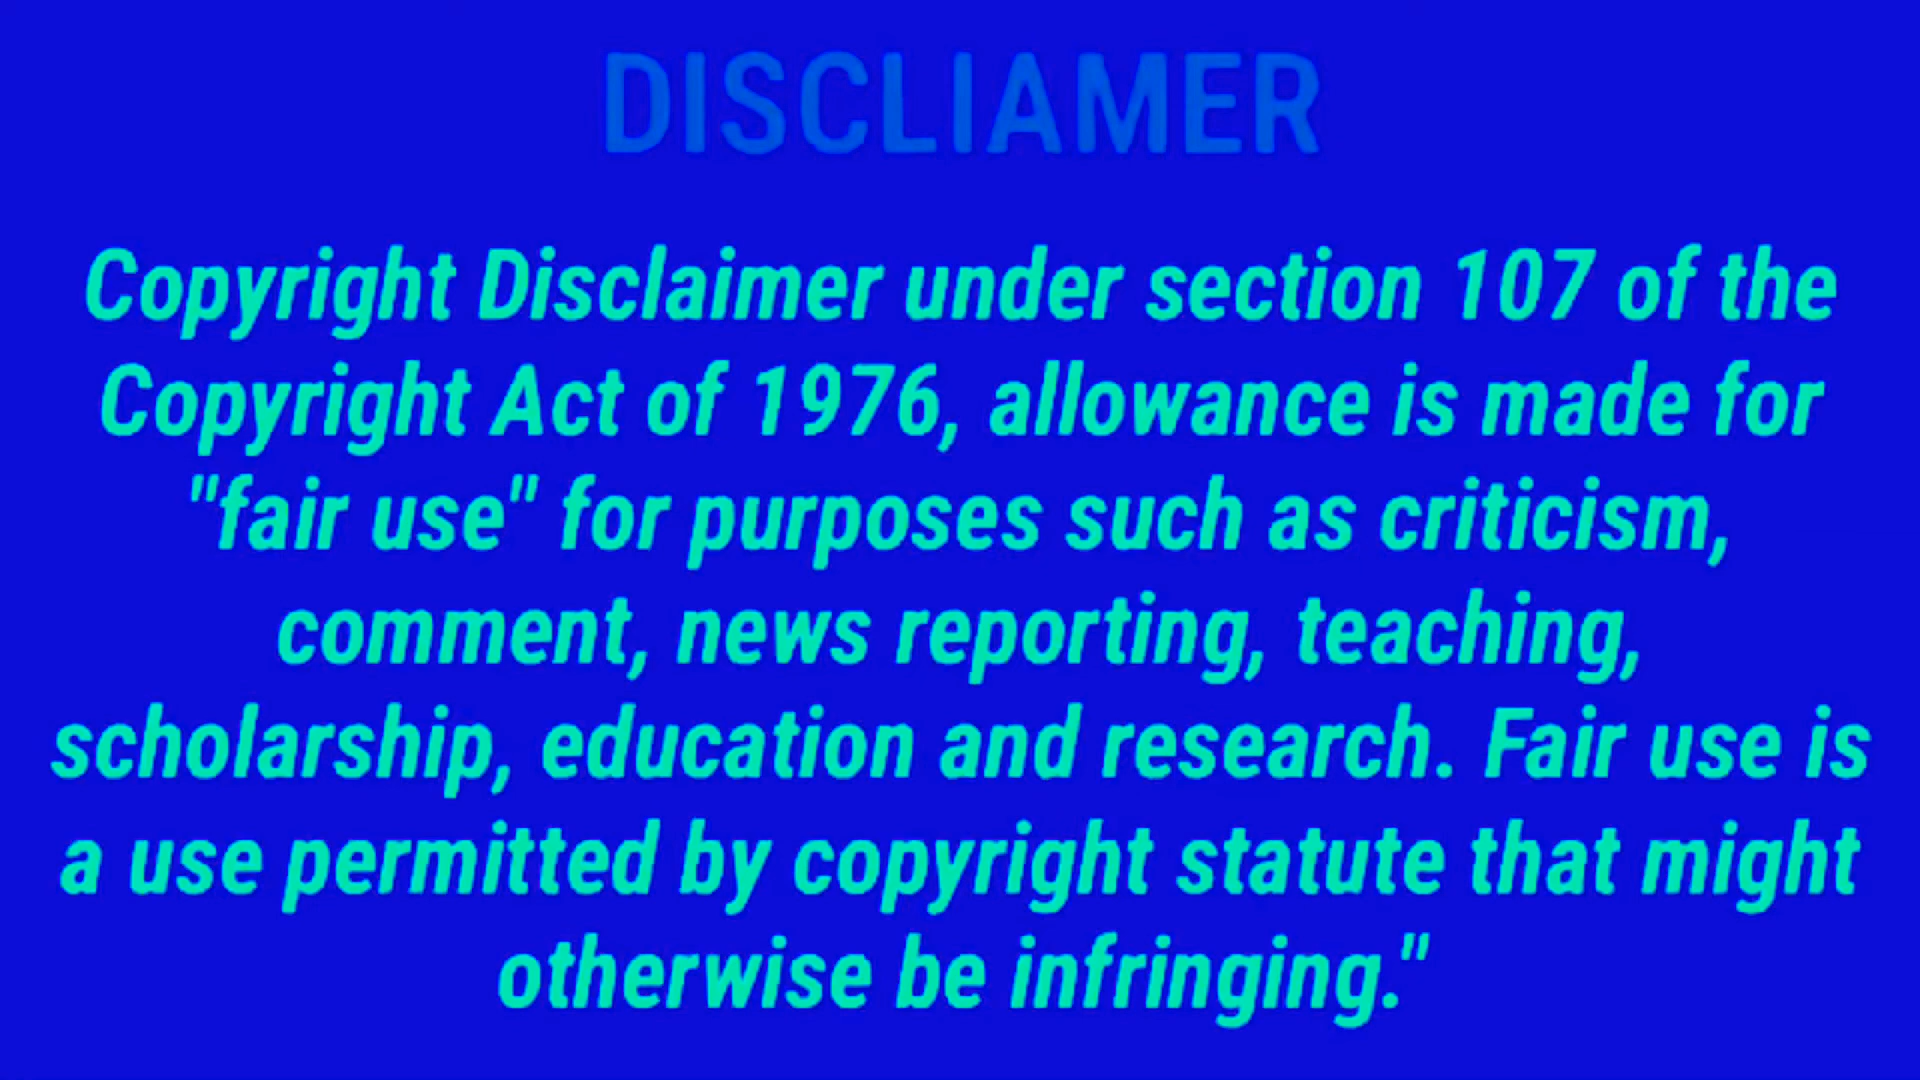 DISCLIAMER
Copyright Disclaimer under section 107 of the
Copyright Act of 1976, allowance is made for
"fair use" for purposes such as criticism,
comment, news reporting, teaching,
scholarship, education and research. Fair use is
a use permitted by copyright statute that might
otherwise be infringing."